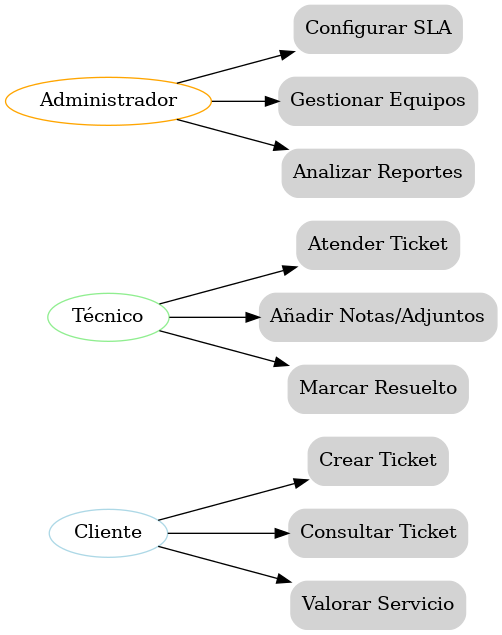 Configurar SLA
Administrador
Gestionar Equipos
Analizar Reportes
Atender Ticket
Técnico
Añadir Notas/Adjuntos
Marcar Resuelto
Crear Ticket
Cliente
Consultar Ticket
Valorar Servicio